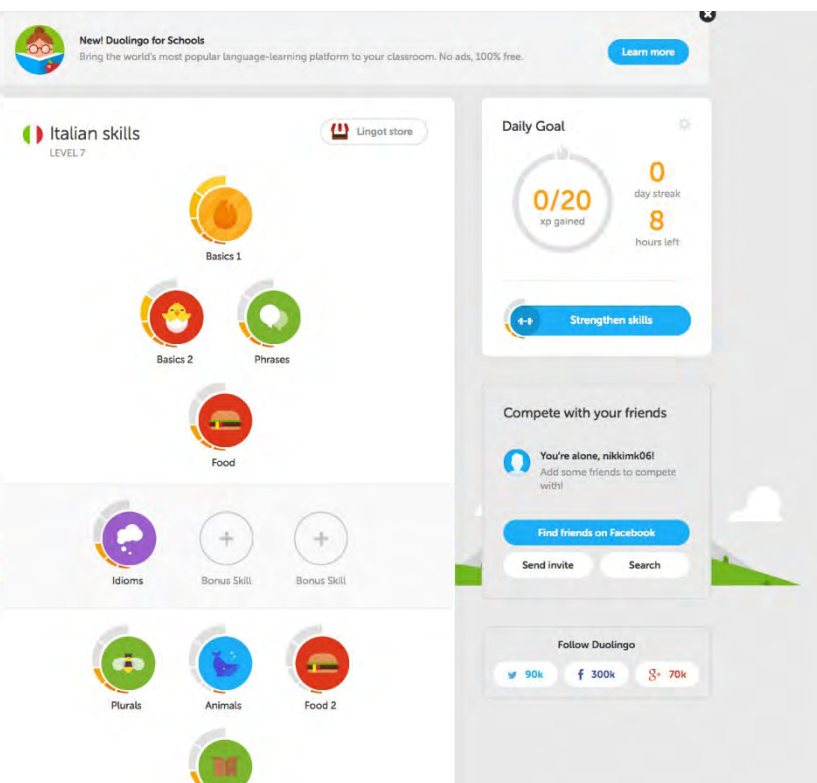 New! Duolingo for Schools
Bring the world's most popular language-learning platform to your classroom. No ads, 100% free.
Learn more
Italian skills
LEVEL 7
Lingot store
Basics 1
Basics 2
Phrases
Food
Idioms
Bonus Skill
Bonus Skill
Plurals
Animals
Food 2
Daily Goal
0/20
xp gained
0
day streak
8
hours left
Strengthen skills
Compete with your friends
You're alone, nikkimk06!
Add some friends to compete
with!
Find friends on Facebook
Send invite
Search
Follow Duolingo
90k
f 300k
8+ 70k